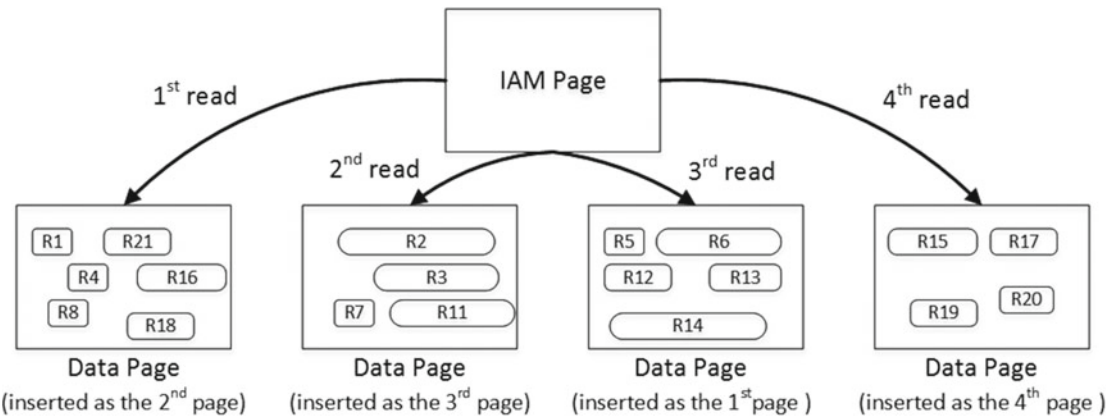 IAM Page
1st read
2nd read
3rd read
4th read
R1 R21
R4 R16
R8
R18
Data Page
(inserted as the 2nd page)
R2
R3
R7 R11
Data Page
(inserted as the 3rd page)
R5 R6
R12 R13
R14
Data Page
(inserted as the 1st page )
R15 R17
R20
R19
Data Page
(inserted as the 4th page )